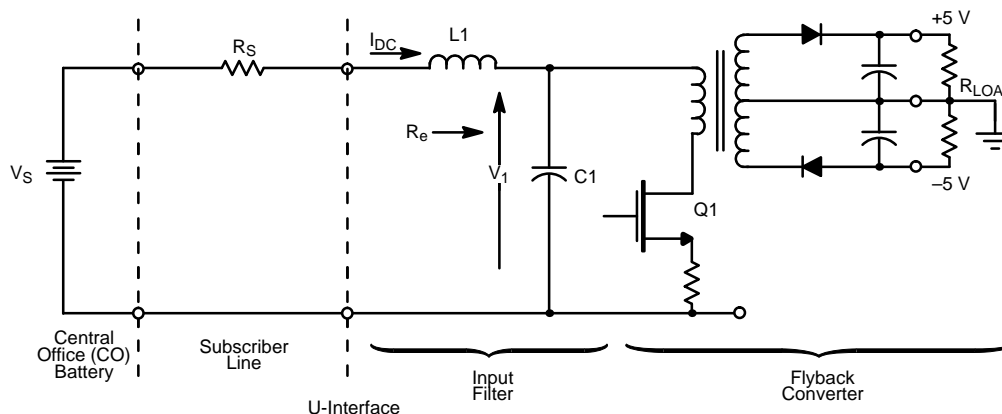 +5 V
L1
I_DC
R_S
R_LOA
R_e
V_S
V_1
C1
Q1
–5 V
Central
Office (CO)
Battery
Subscriber
Line
Input
Filter
Flyback
Converter
U-Interface